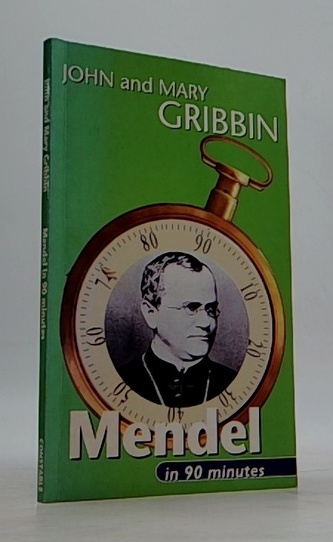 JOHN and MARY
GRIBBIN
Mendel
in 90 minutes
80
90
10
20
30
40
50
60
John and Mary Gribbin
Mendel in 90 minutes
CONSTABLE